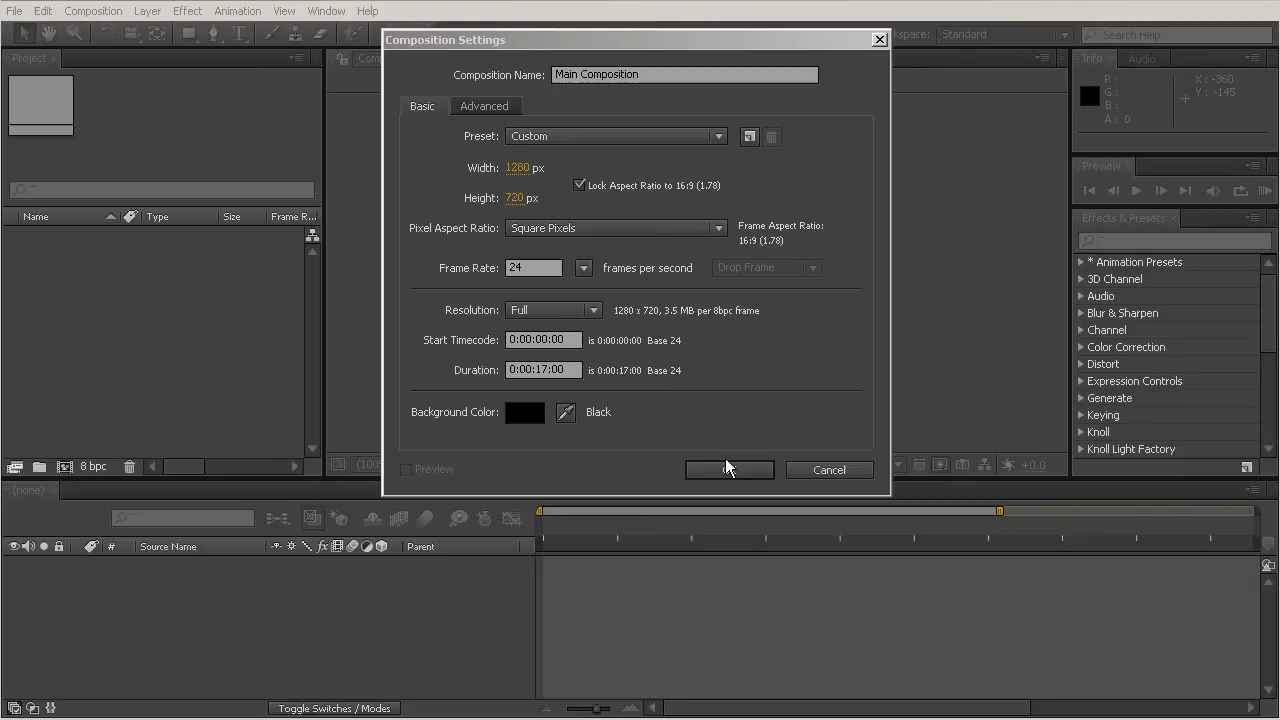 File Edit Composition Layer Effect Animation View Window Help
Standard Search Help
Composition Settings
Project
Info Audio
Composition Name: Main Composition
R : X : -360
G : Y : -145
B :
A : 0
Basic Advanced
Preset: Custom
Preview
Width: 1280 px
Lock Aspect Ratio to 16:9 (1.78)
Height: 720 px
Name Type Size Frame R...
Effects & Presets
Pixel Aspect Ratio: Square Pixels Frame Aspect Ratio:
16:9 (1.78)
Frame Rate: 24 frames per second Drop Frame
Resolution: Full 1280 x 720, 3.5 MB per 8bpc frame
Start Timecode: 0:00:00:00 is 0:00:00:00 Base 24
Duration: 0:00:17:00 is 0:00:17:00 Base 24
Background Color: Black
* Animation Presets
3D Channel
Audio
Blur & Sharpen
Channel
Color Correction
Distort
Expression Controls
Generate
Keying
Knoll
Knoll Light Factory
8 bpc (100% Preview Cancel +0.0
(none)
# Source Name fx Parent
Toggle Switches / Modes